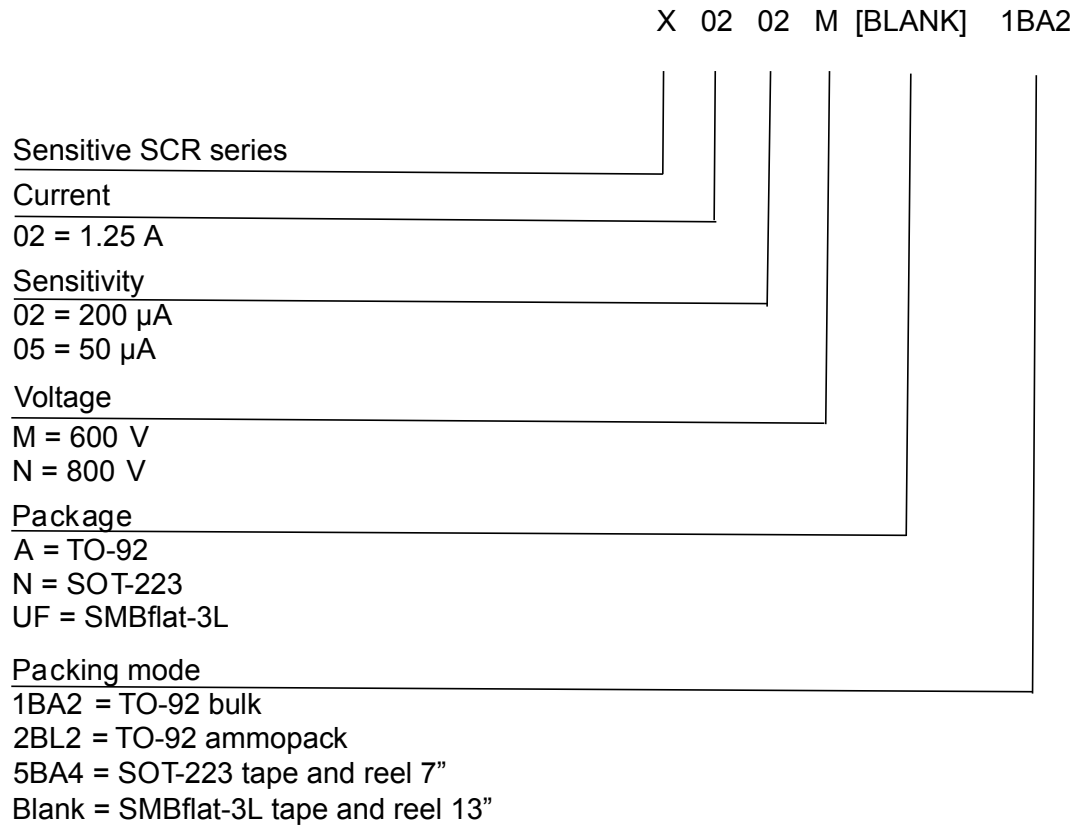 X 02 02 M [BLANK] 1BA2
Sensitive SCR series
Current
02 = 1.25 A
Sensitivity
02 = 200 µA
05 = 50 µA
Voltage
M = 600 V
N = 800 V
Package
A = TO-92
N = SOT-223
UF = SMBflat-3L
Packing mode
1BA2 = TO-92 bulk
2BL2 = TO-92 ammopack
5BA4 = SOT-223 tape and reel 7”
Blank = SMBflat-3L tape and reel 13”